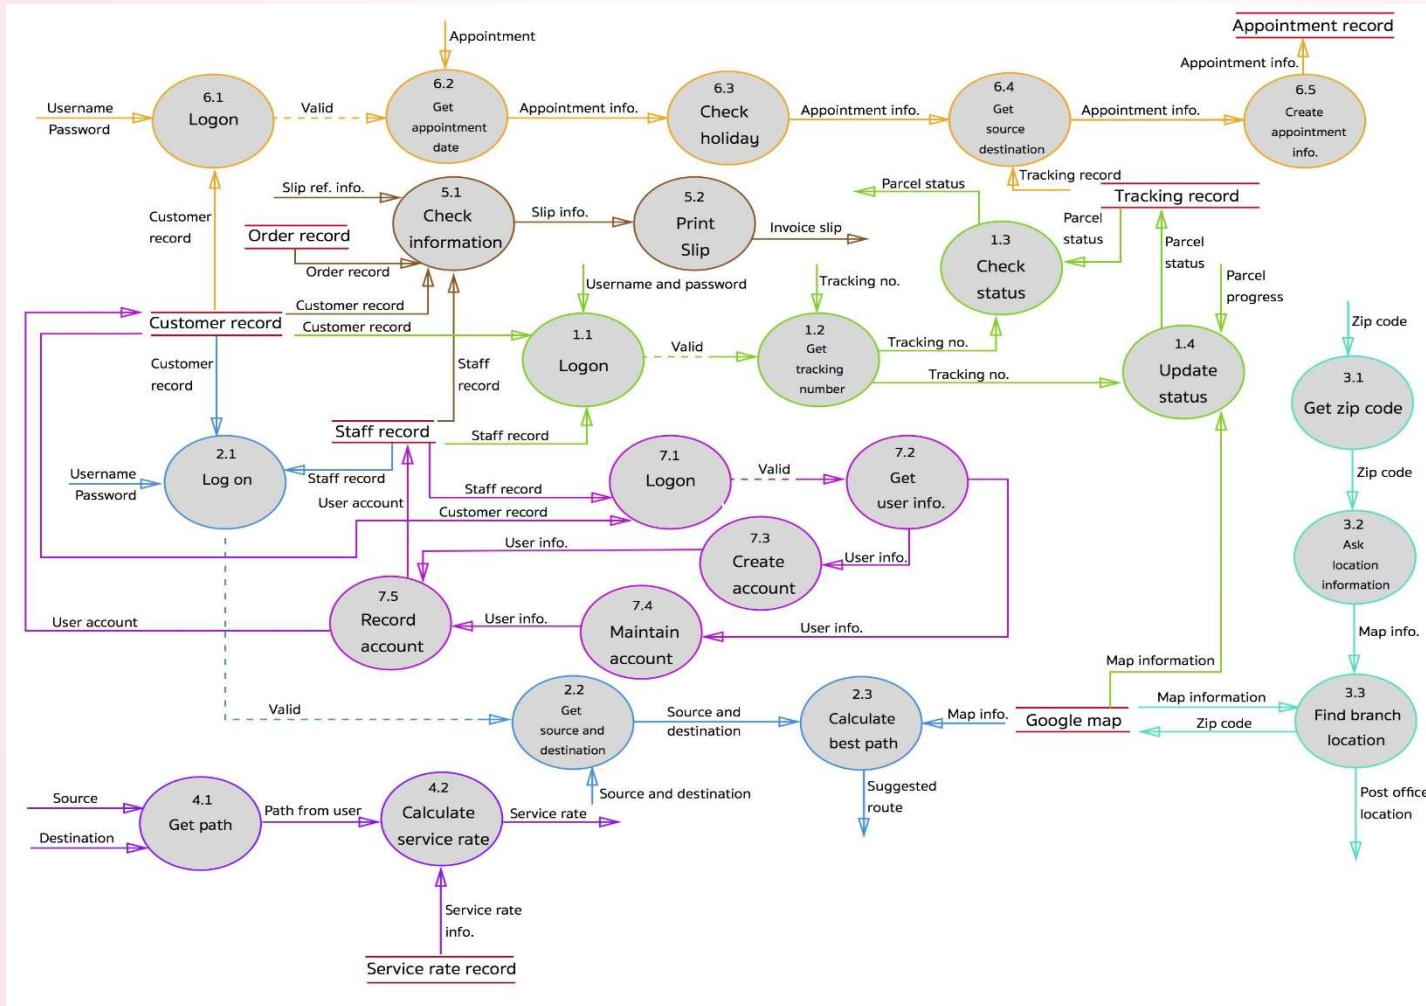 Appointment record
Appointment
Appointment info.
6.1
Logon
Username
Password
Valid
6.2
Get
appointment
date
Appointment info.
6.3
Check
holiday
Appointment info.
6.4
Get
source
destination
Appointment info.
6.5
Create
appointment
info.
Customer
record
Slip ref. info.
5.1
Check
information
Slip info.
5.2
Print
Slip
Invoice slip
Order record
Order record
Parcel status
Tracking record
Tracking record
1.3
Check
status
Parcel
status
Parcel
status
Parcel
progress
Customer record
Customer record
Customer record
Username and password
1.1
Logon
Valid
Tracking no.
1.2
Get
tracking
number
Tracking no.
Tracking no.
1.4
Update
status
Zip code
3.1
Get zip code
Customer
record
Staff
record
Staff record
Staff record
2.1
Log on
Username
Password
Staff record
User account
7.1
Logon
Staff record
Customer record
Valid
7.2
Get
user info.
Zip code
3.2
Ask
location
information
User info.
7.3
Create
account
User info.
7.5
Record
account
User account
User info.
7.4
Maintain
account
User info.
Map info.
Map information
Valid
2.2
Get
source and
destination
Source and
destination
2.3
Calculate
best path
Map info.
Google map
Map information
Zip code
3.3
Find branch
location
Source
Destination
4.1
Get path
Path from user
4.2
Calculate
service rate
Service rate
Source and destination
Suggested
route
Post office
location
Service rate
info.
Service rate record